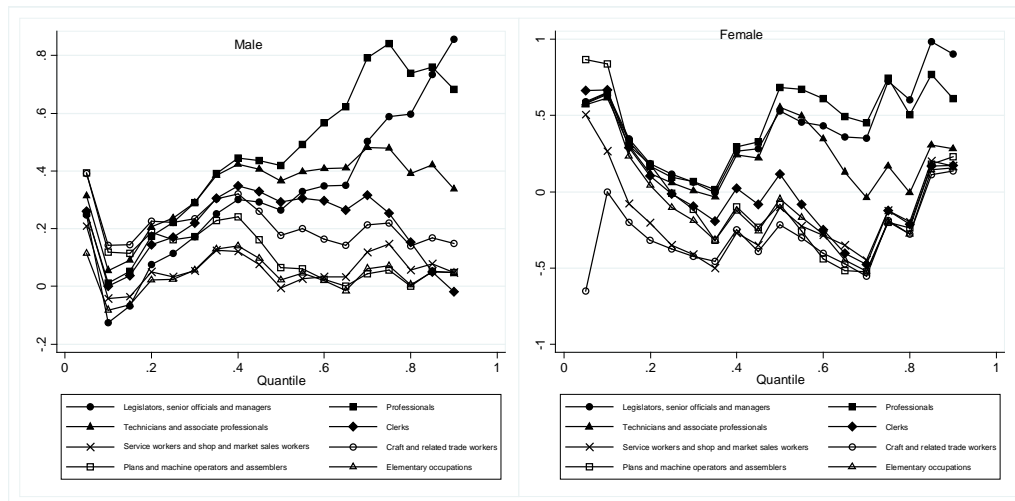 Male
.8
.6
.4
.2
0
-.2
0 .2 .4 .6 .8 1
Quantile
Legislators, senior officials and managers Professionals
Technicians and associate professionals Clerks
Service workers and shop and market sales workers Craft and related trade workers
Plans and machine operators and assemblers Elementary occupations
Female
1
.5
0
-.5
-1
0 .2 .4 .6 .8 1
Quantile
Legislators, senior officials and managers Professionals
Technicians and associate professionals Clerks
Service workers and shop and market sales workers Craft and related trade workers
Plans and machine operators and assemblers Elementary occupations